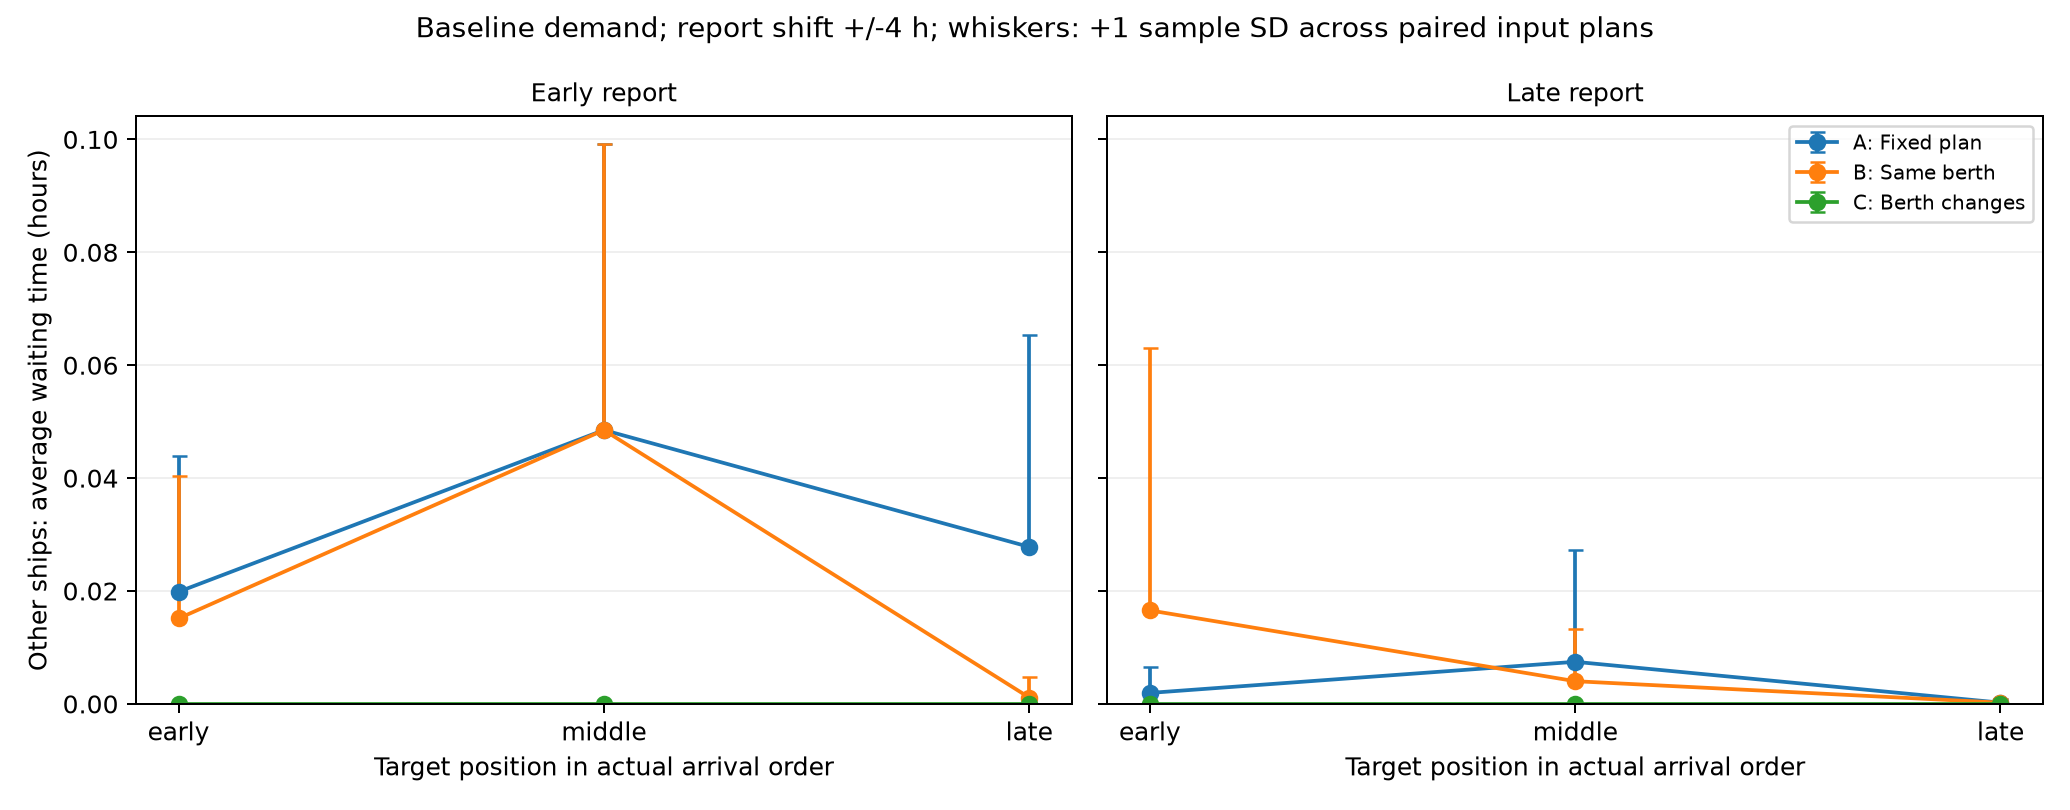 Baseline demand; report shift +/-4 h; whiskers: +1 sample SD across paired input plans
Early report
Other ships: average waiting time (hours)
0.10
0.08
0.06
0.04
0.02
0.00
early middle late
Target position in actual arrival order
Late report
A: Fixed plan
B: Same berth
C: Berth changes
early middle late
Target position in actual arrival order